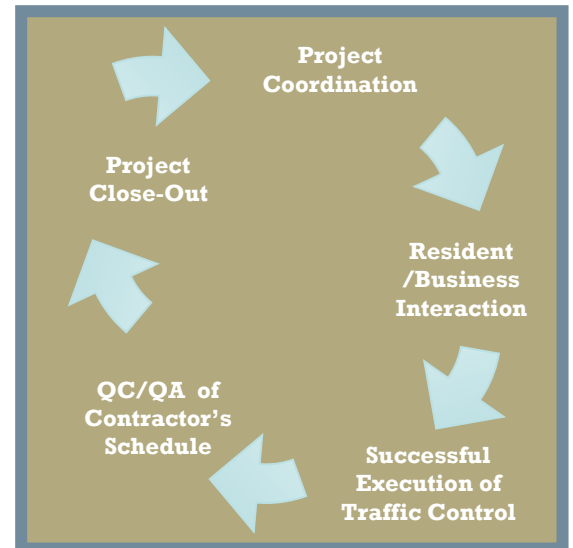 Project
Coordination
Resident
/Business
Interaction
Successful
Execution of
Traffic Control
QC/QA of
Contractor's
Schedule
Project
Close-Out